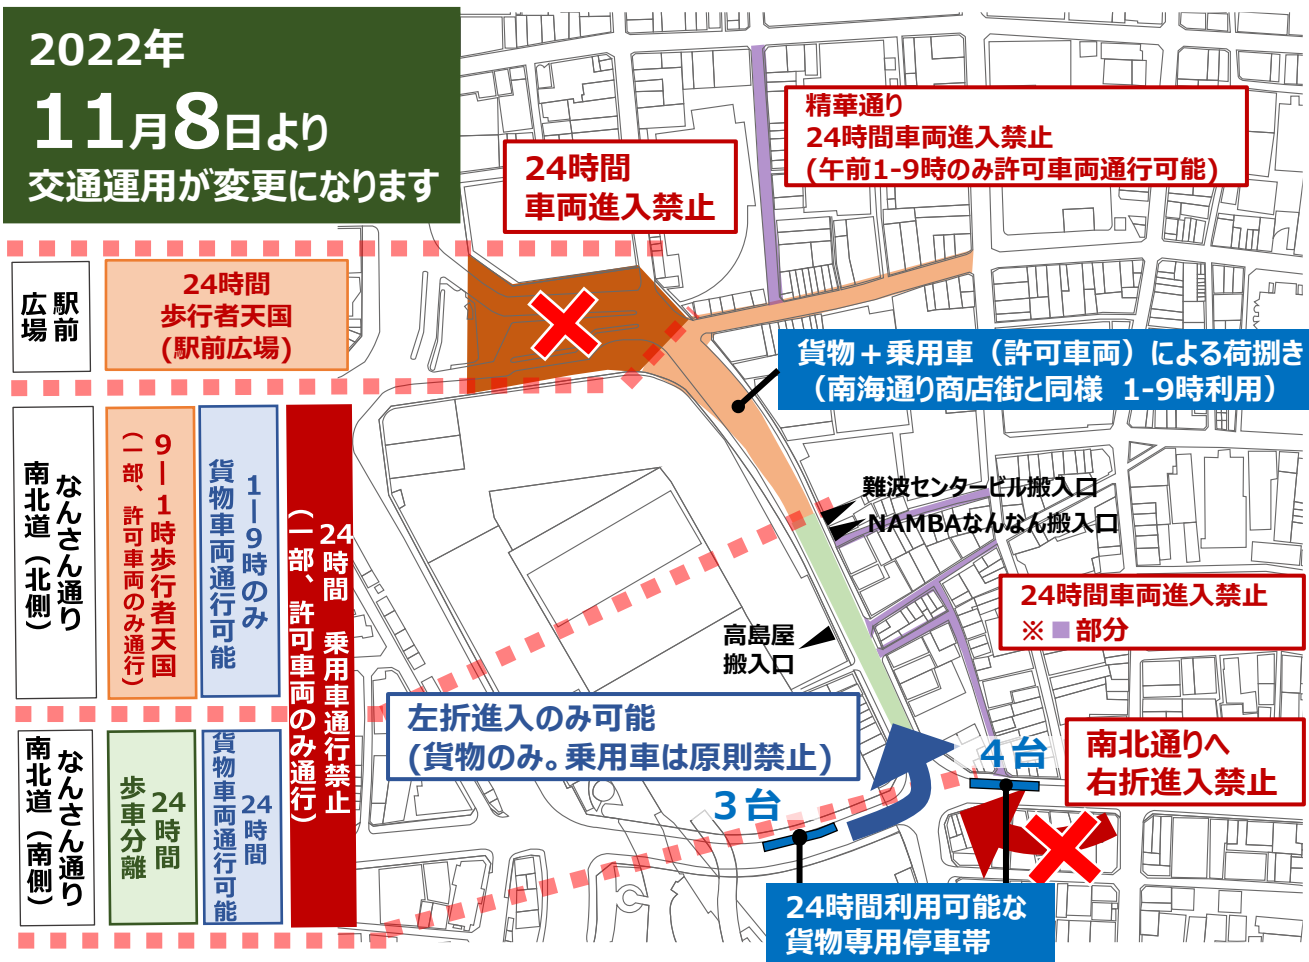 2022年
11月8日より
交通運用が変更になります
24時間
車両進入禁止
精華通り
24時間車両進入禁止
(午前1-9時のみ許可車両通行可能)
駅前
広場
24時間
歩行者天国
(駅前広場)
貨物＋乗用車（許可車両）による荷捌き
（南海通り商店街と同様 1-9時利用）
なんさん通り
南北道（北側）
9ー1時歩行者天国
（一部、許可車両のみ通行）
1ー9時のみ
貨物車両通行可能
24時間 乗用車通行禁止
（一部、許可車両のみ通行）
難波センタービル搬入口
NAMBAなんなん搬入口
高島屋
搬入口
24時間車両進入禁止
※■部分
左折進入のみ可能
(貨物のみ。乗用車は原則禁止)
なんさん通り
南北道（南側）
24時間
歩車分離
24時間
貨物車両通行可能
3台
4台
南北通りへ
右折進入禁止
24時間利用可能な
貨物専用停車帯